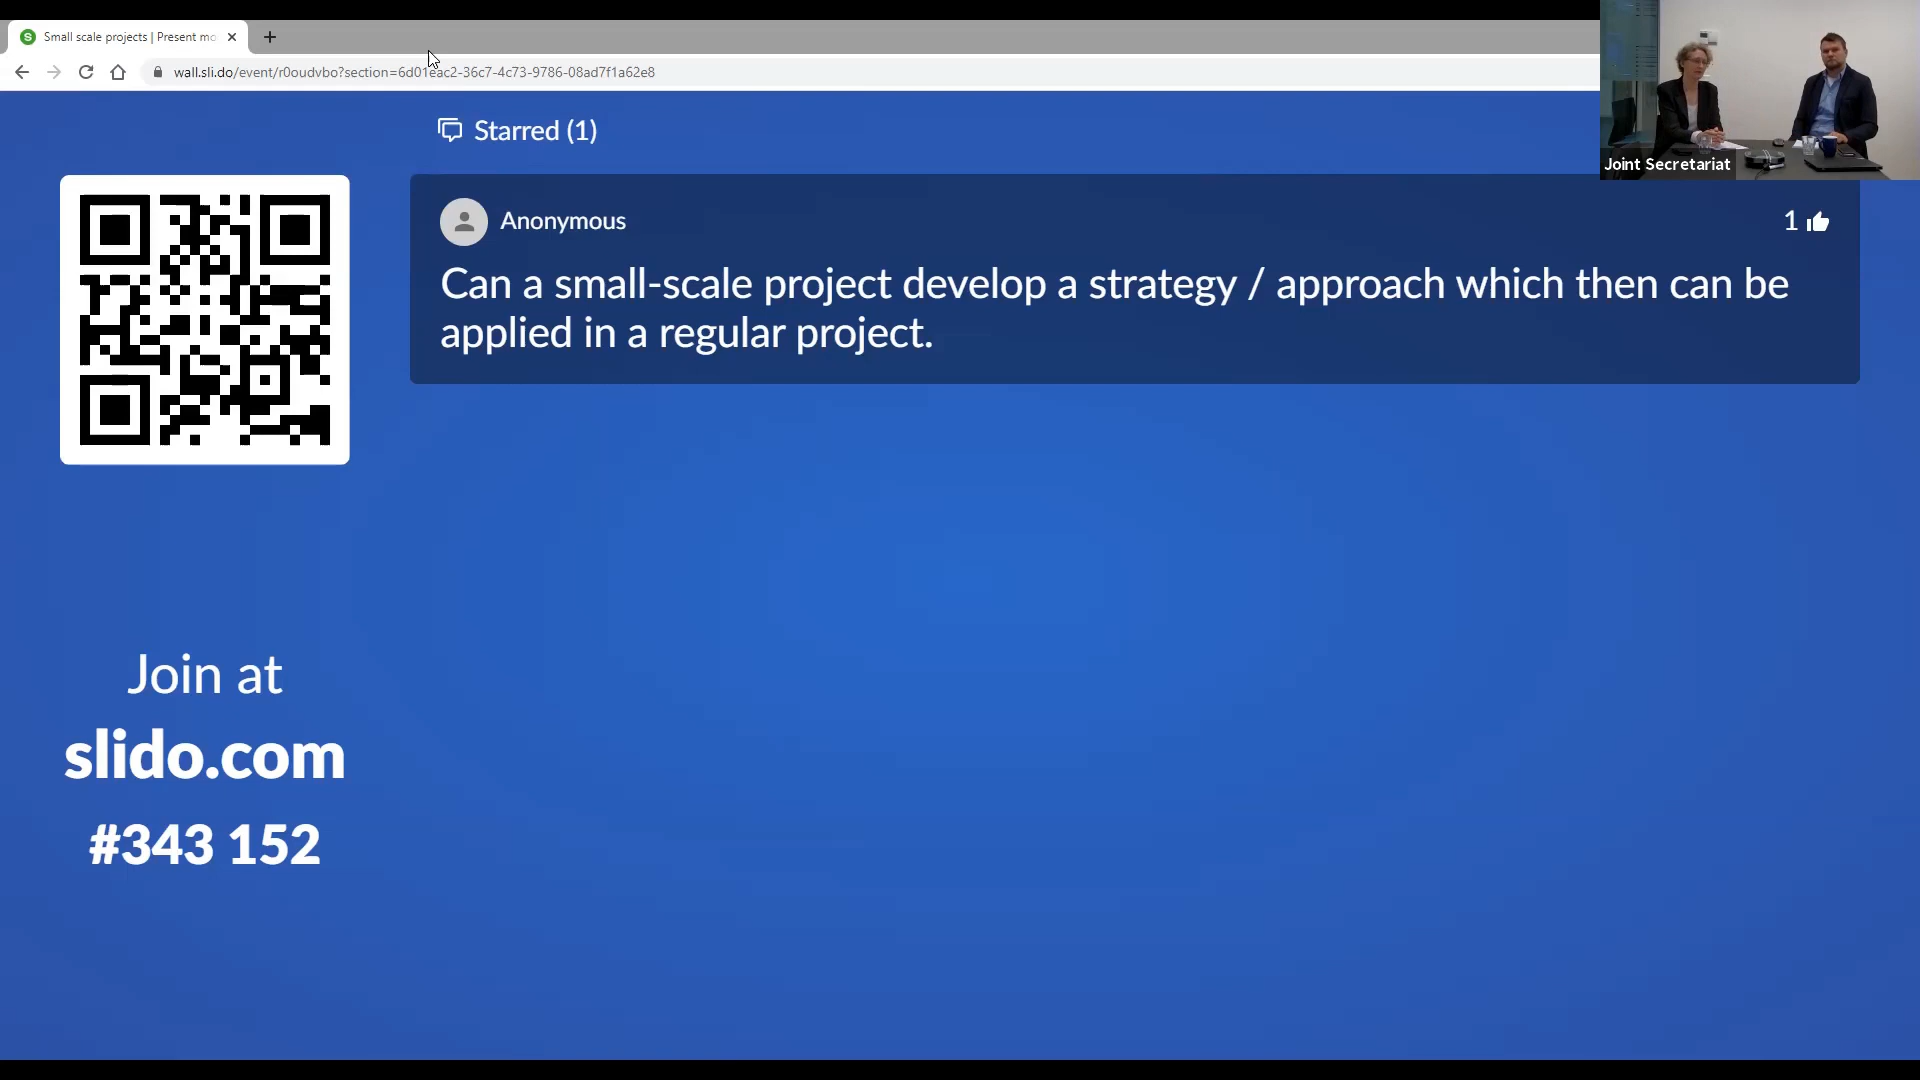 Small scale projects | Present mo
wall.sli.do/event/r0oudvbo?section=6d01eac2-36c7-4c73-9786-08ad7f1a62e8
Joint Secretariat
Starred (1)
Anonymous
1
Can a small-scale project develop a strategy / approach which then can be
applied in a regular project.
Join at
slido.com
#343 152